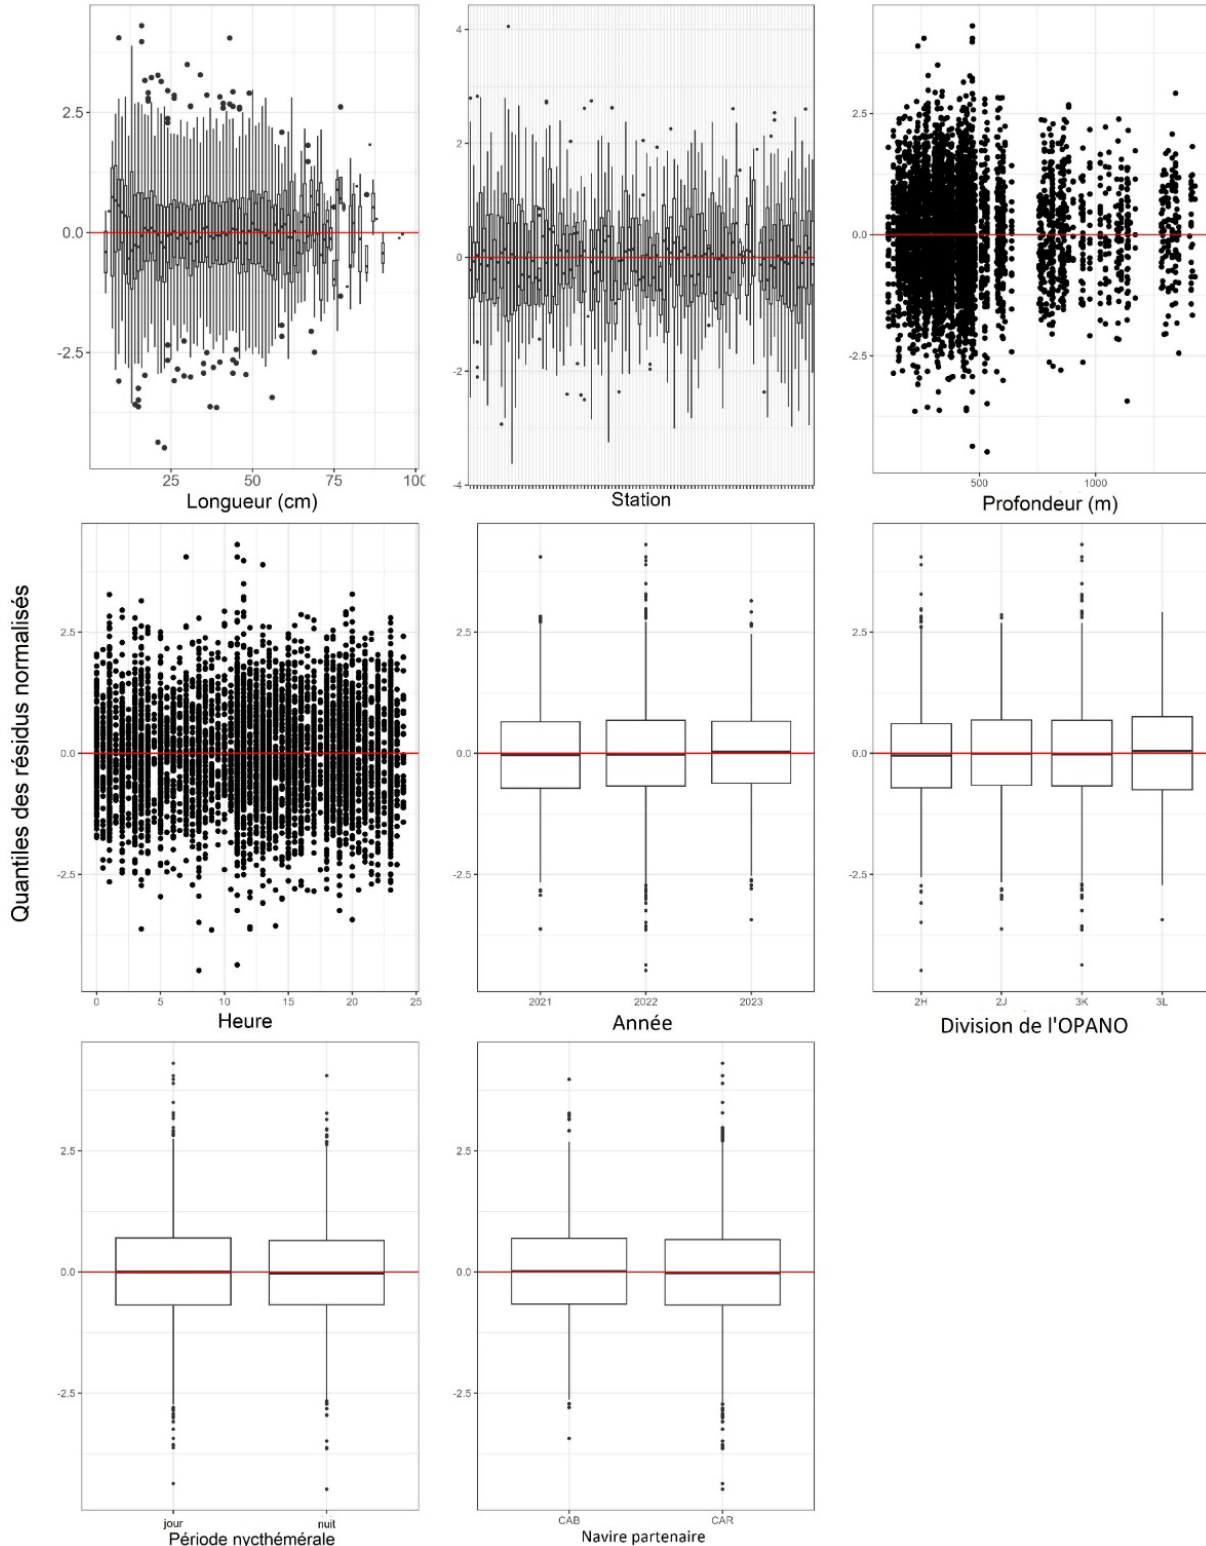 2.5
0.0
-2.5
25
50
75
100
Longueur (cm)
4
2
0
-2
-4
Station
2.5
0.0
-2.5
500
1000
Profondeur (m)
Quantiles des résidus normalisés
2.5
0.0
-2.5
0
5
10
15
20
25
Heure
2.5
0.0
-2.5
2021
2022
2023
Année
2.5
0.0
-2.5
2H
2J
3K
3L
Division de l'OPANO
2.5
0.0
-2.5
jour
nuit
Période nycthémérale
2.5
0.0
-2.5
CAB
CAR
Navire partenaire